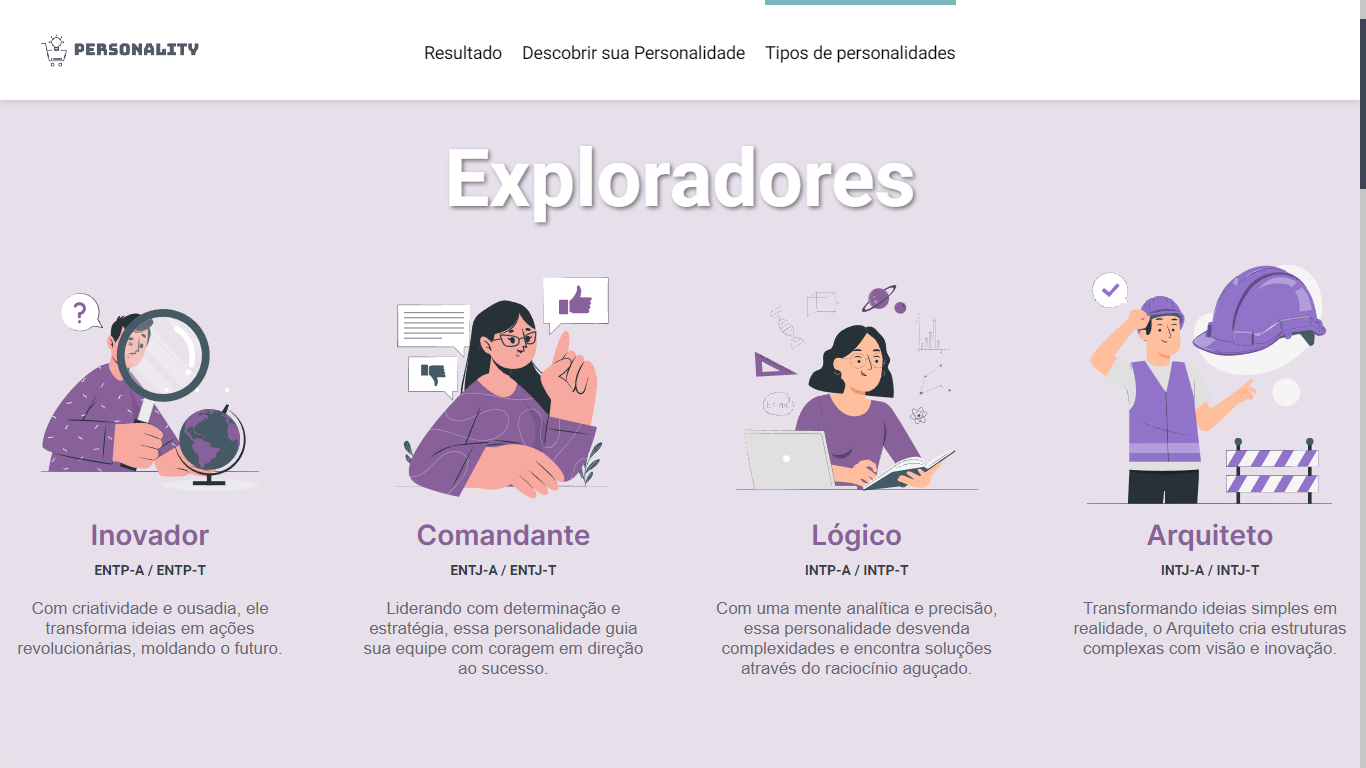 PERSONALITY
Resultado Descobrir sua Personalidade Tipos de personalidades
Exploradores
?
Inovador
ENTP-A / ENTP-T
Com criatividade e ousadia, ele
transforma ideias em ações
revolucionárias, moldando o futuro.
Comandante
ENTJ-A / ENTJ-T
Liderando com determinação e
estratégia, essa personalidade guia
sua equipe com coragem em direção
ao sucesso.
Lógico
INTP-A / INTP-T
Com uma mente analítica e precisão,
essa personalidade desvenda
complexidades e encontra soluções
através do raciocínio aguçado.
Arquiteto
INTJ-A / INTJ-T
Transformando ideias simples em
realidade, o Arquiteto cria estruturas
complexas com visão e inovação.